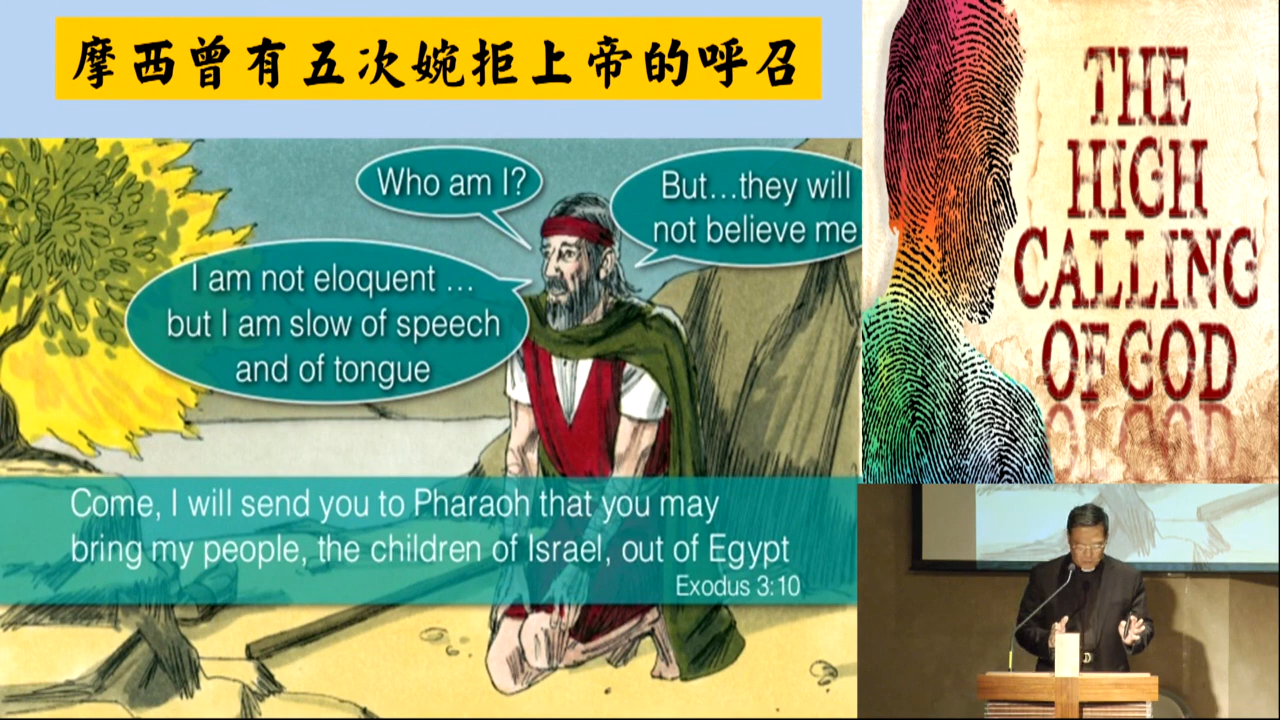 摩西曾有五次婉拒上帝的呼召
Who am I?
But...they will
not believe me
I am not eloquent ...
but I am slow of speech
and of tongue
Come, I will send you to Pharaoh that you may
bring my people, the children of Israel, out of Egypt
Exodus 3:10
THE
HIGH
CALLING
OF GOD